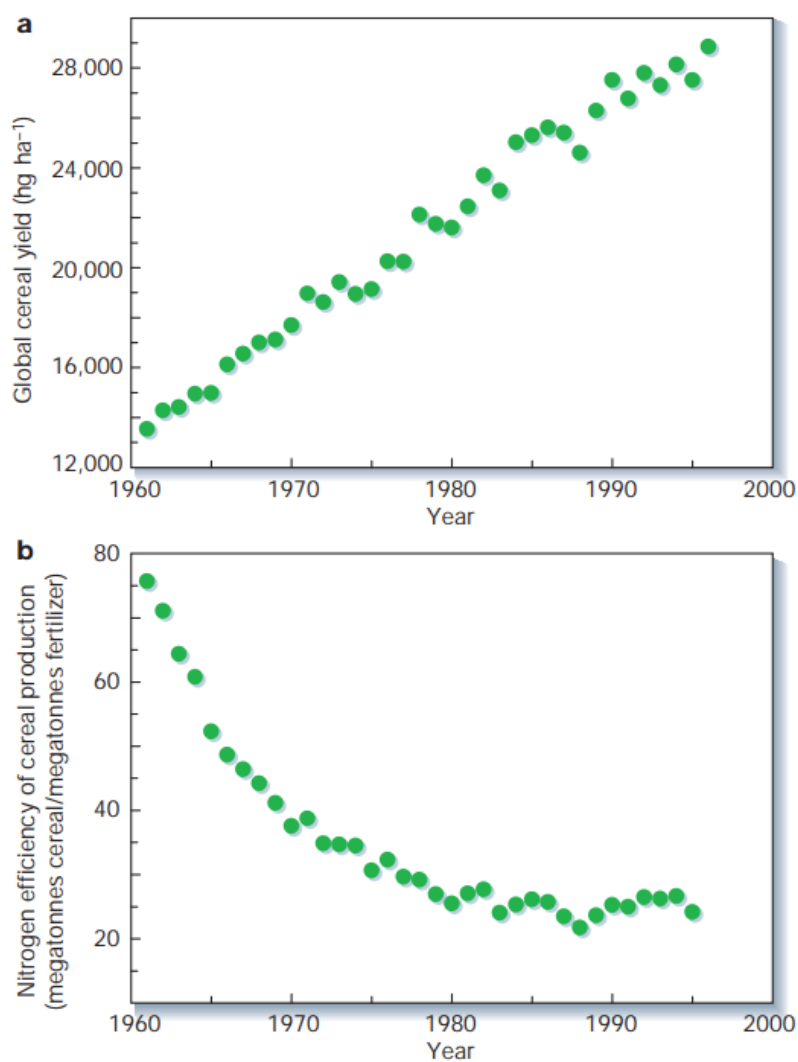 a
Global cereal yield (hg ha⁻¹)
28,000
24,000
20,000
16,000
12,000
1960 1970 1980 1990 2000
Year
b
Nitrogen efficiency of cereal production
(megatonnes cereal/megatonnes fertilizer)
80
60
40
20
1960 1970 1980 1990 2000
Year